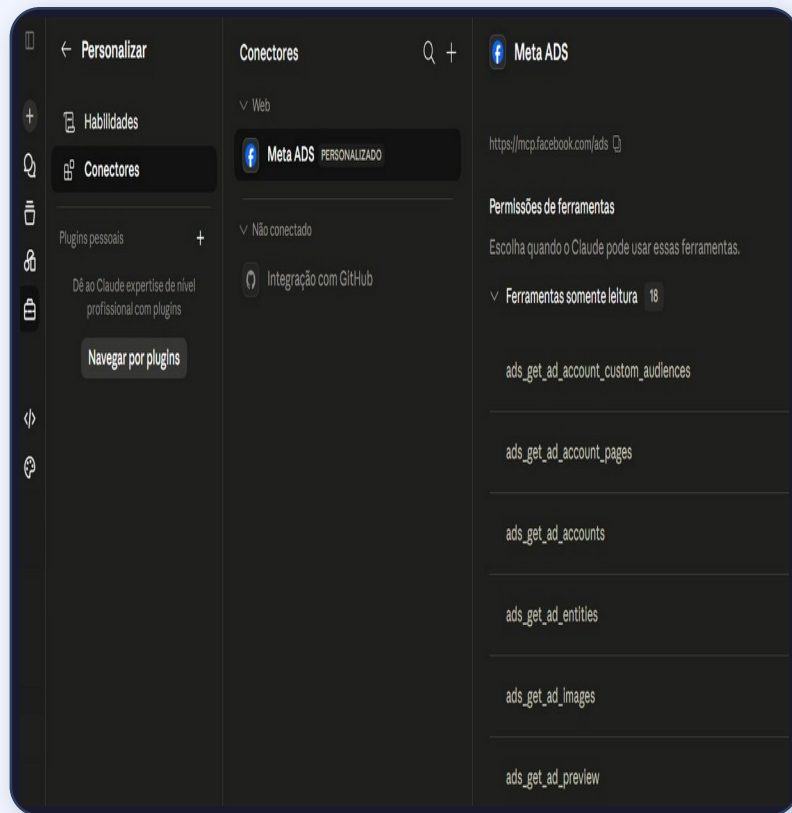 Personalizar
Habilidades
Conectores
Plugins pessoais
Dê ao Claude expertise de nível
profissional com plugins
Navegar por plugins
Conectores
Web
Meta ADS PERSONALIZADO
Não conectado
Integração com GitHub
Meta ADS
https://mcp.facebook.com/ads
Permissões de ferramentas
Escolha quando o Claude pode usar essas ferramentas.
Ferramentas somente leitura 18
ads_get_ad_account_custom_audiences
ads_get_ad_account_pages
ads_get_ad_accounts
ads_get_ad_entities
ads_get_ad_images
ads_get_ad_preview